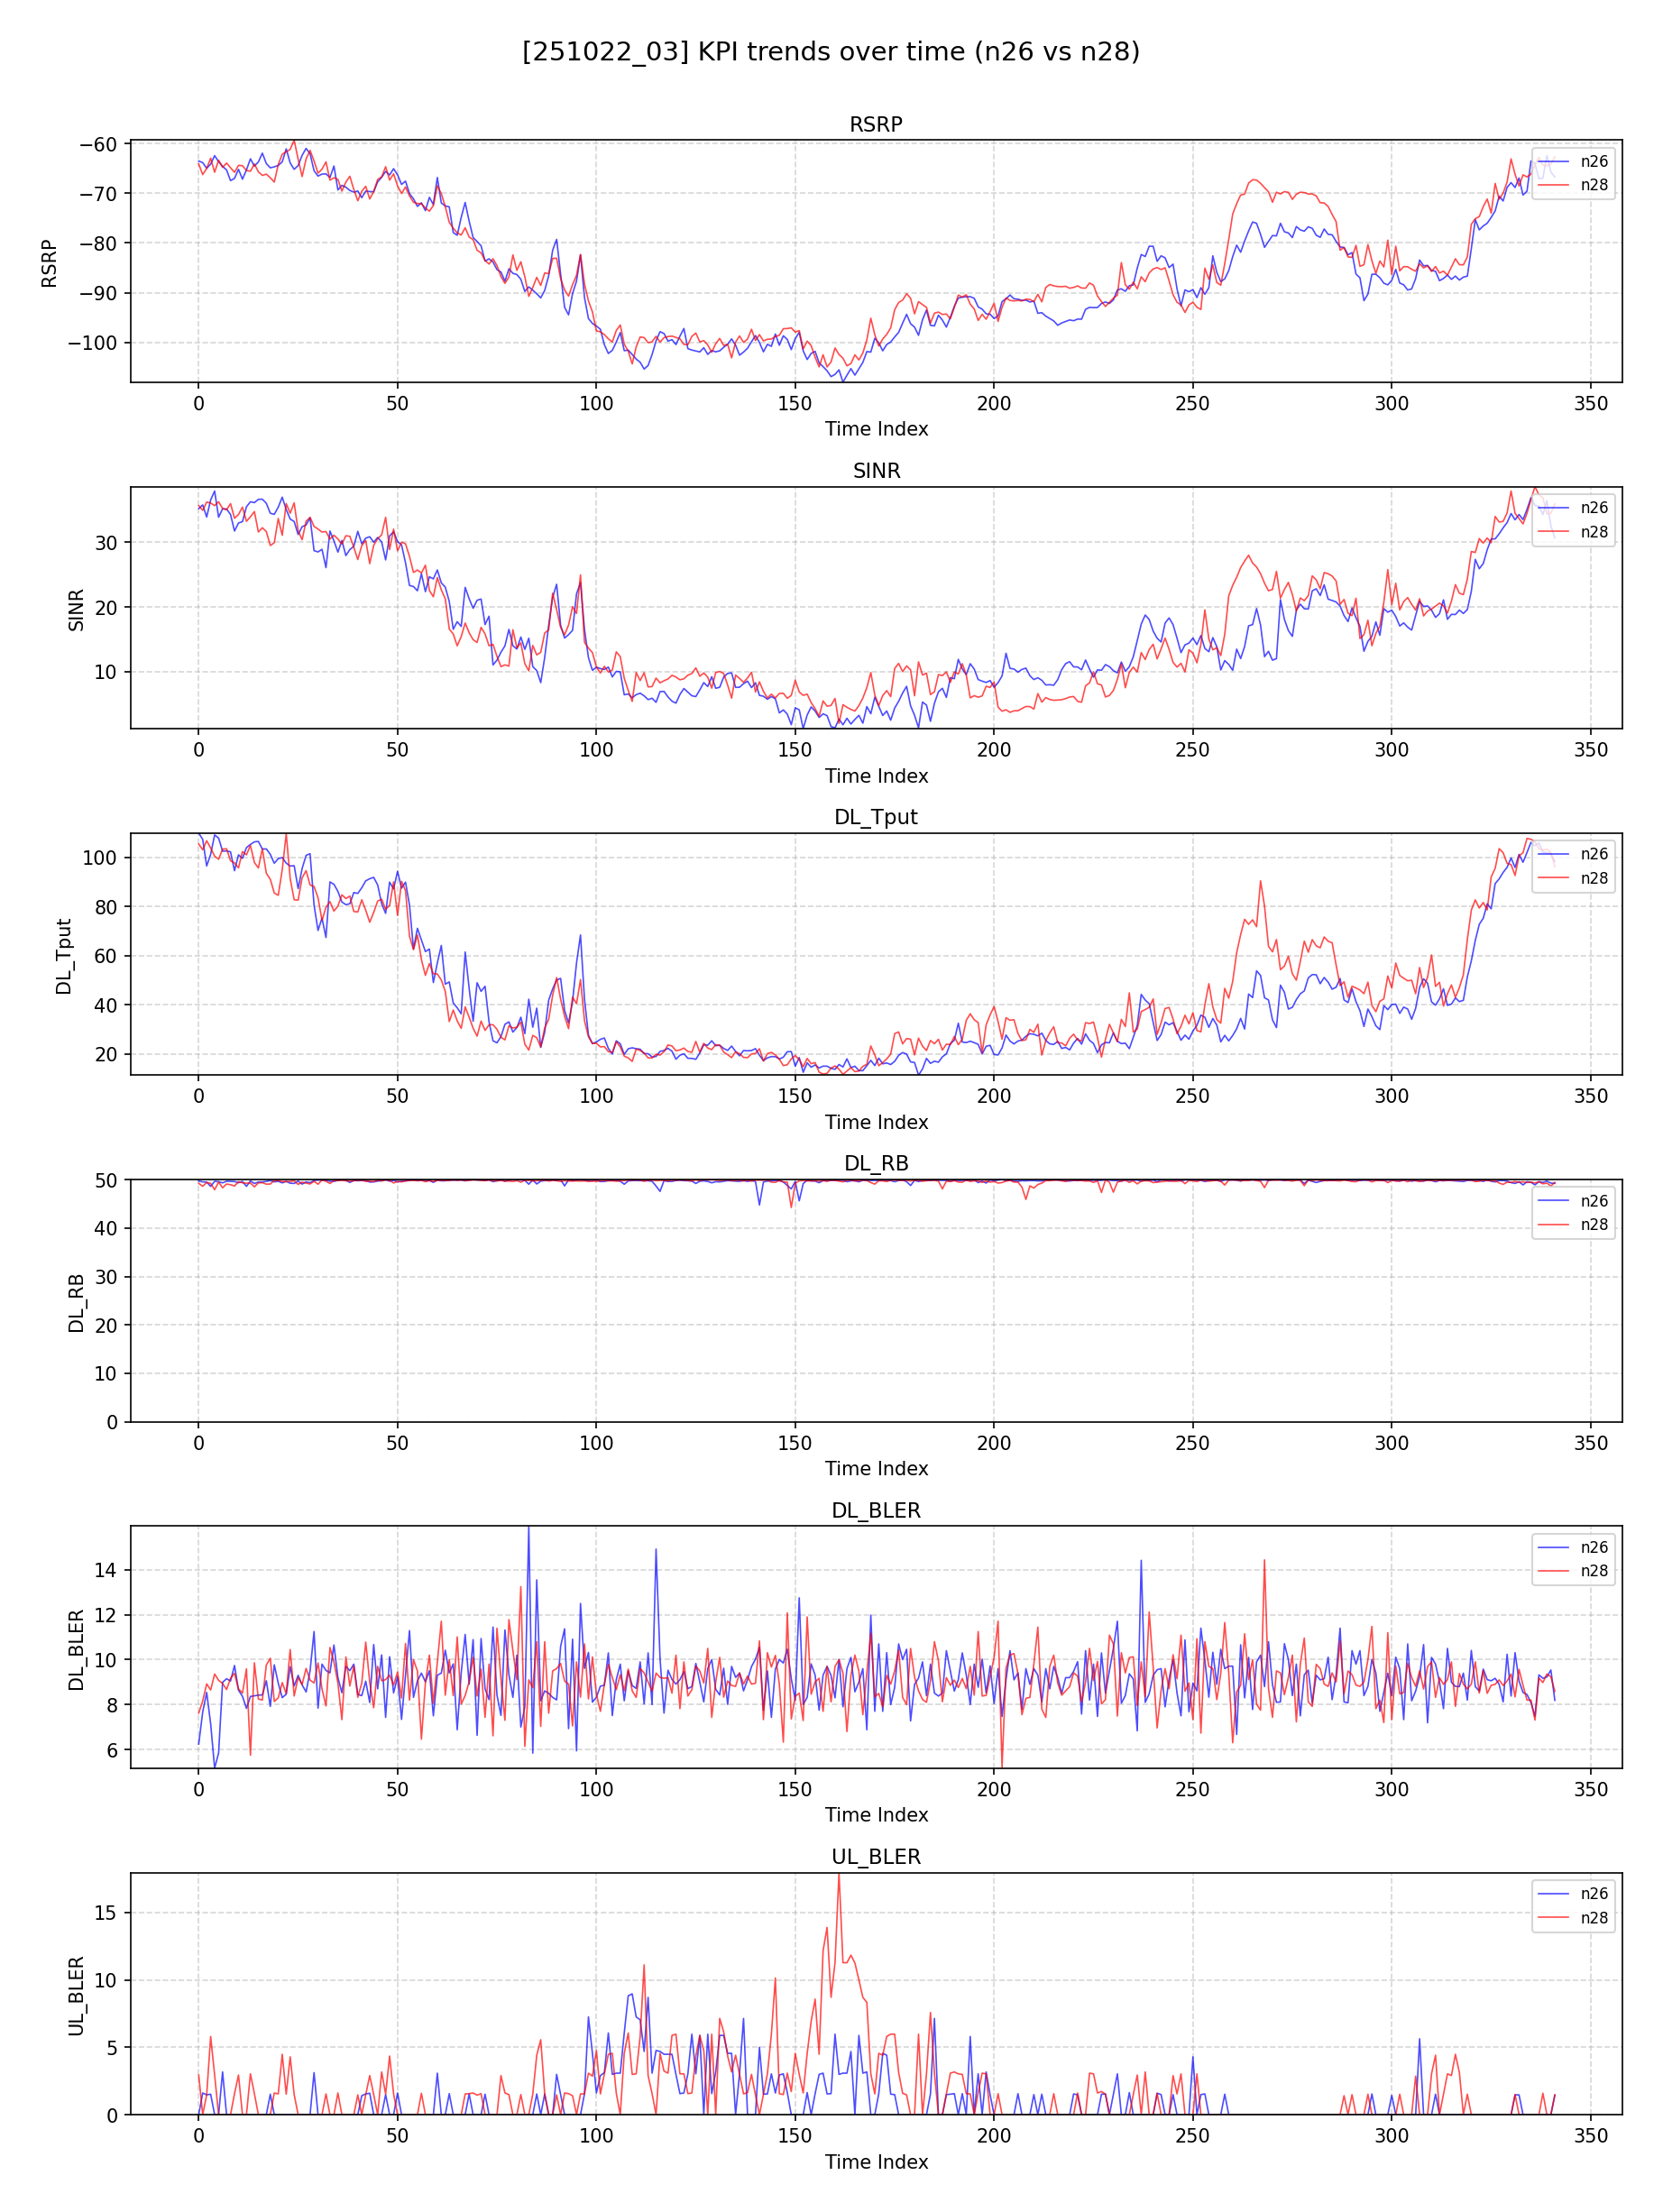 [251022_03] KPI trends over time (n26 vs n28)
RSRP
RSRP
−60
−70
−80
−90
−100
n26
n28
0 50 100 150 200 250 300 350
Time Index
SINR
SINR
30
20
10
n26
n28
0 50 100 150 200 250 300 350
Time Index
DL_Tput
DL_Tput
100
80
60
40
20
n26
n28
0 50 100 150 200 250 300 350
Time Index
DL_RB
DL_RB
50
40
30
20
10
0
n26
n28
0 50 100 150 200 250 300 350
Time Index
DL_BLER
DL_BLER
14
12
10
8
6
n26
n28
0 50 100 150 200 250 300 350
Time Index
UL_BLER
UL_BLER
15
10
5
0
n26
n28
0 50 100 150 200 250 300 350
Time Index